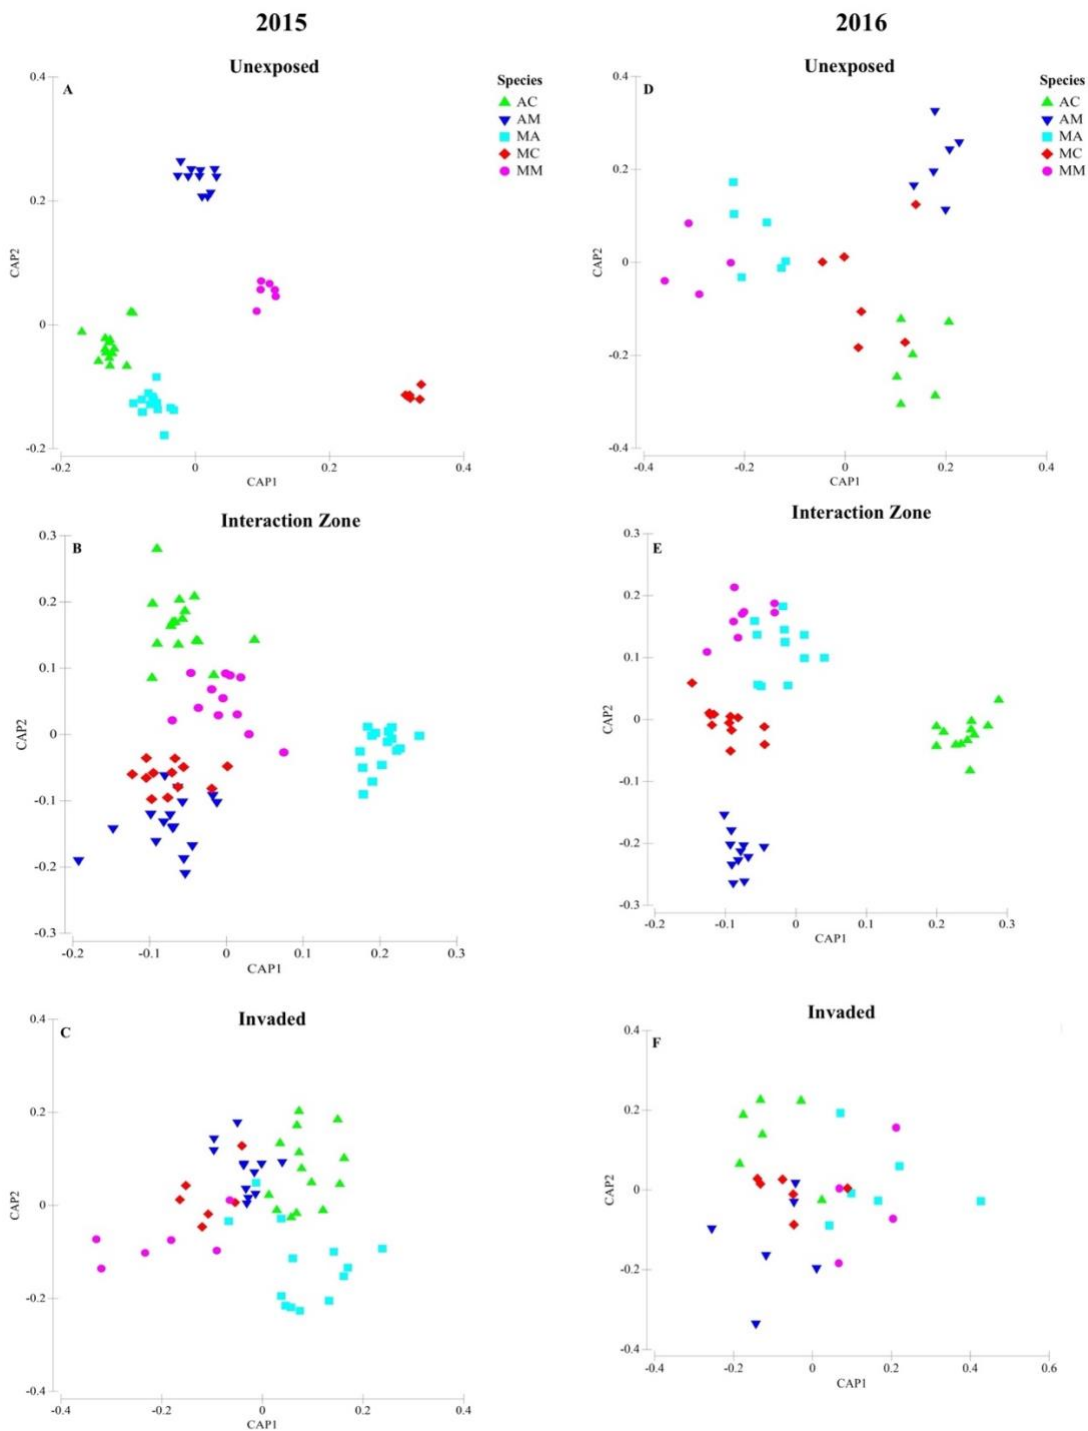 2015
2016
Unexposed
Unexposed
0.4
A
Species
AC
AM
MA
MC
MM
0.2
CAP2
0
-0.2
-0.2
0
0.2
0.4
CAP1
0.4
D
Species
AC
AM
MA
MC
MM
0.2
CAP2
0
-0.2
-0.4
-0.4
-0.2
0
0.2
0.4
CAP1
Interaction Zone
Interaction Zone
0.3
B
0.2
0.1
CAP2
0
-0.1
-0.2
-0.3
-0.2
-0.1
0
0.1
0.2
0.3
CAP1
0.3
E
0.2
0.1
CAP2
0
-0.1
-0.2
-0.3
-0.2
-0.1
0
0.1
0.2
0.3
CAP1
Invaded
Invaded
0.4
C
0.2
CAP2
0
-0.2
-0.4
-0.4
-0.2
0
0.2
0.4
CAP1
0.4
F
0.2
CAP2
0
-0.2
-0.4
-0.4
-0.2
0
0.2
0.4
0.6
CAP1